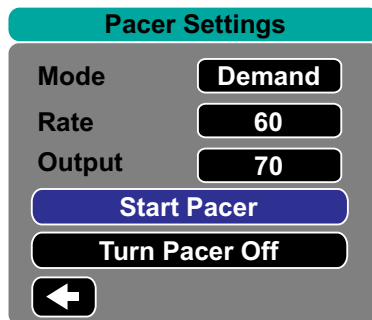 Pacer Settings
Mode Demand
Rate 60
Output 70
Start Pacer
Turn Pacer Off